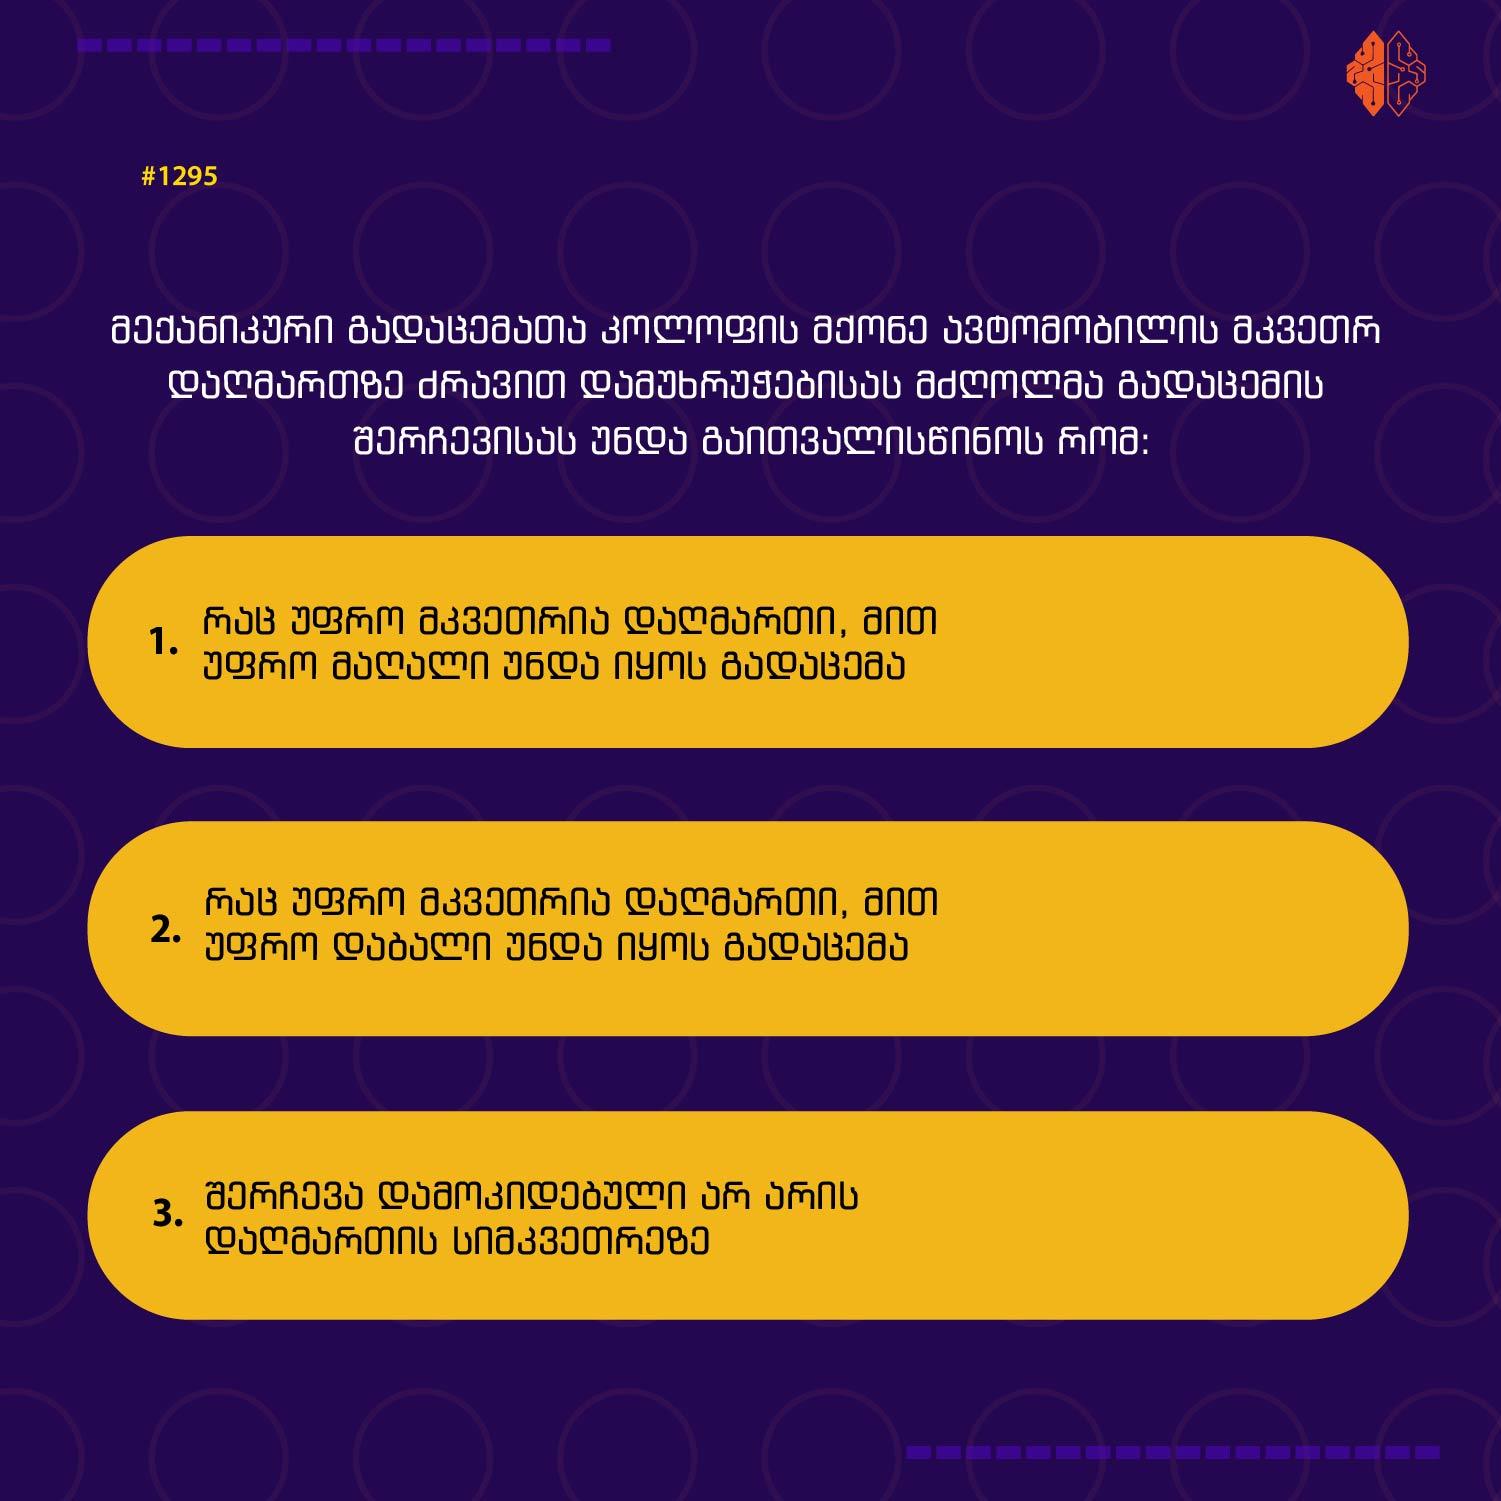 #1295
მექანიკური გადაცემათა კოლოფის მქონე ავტომობილის მკვეთრ
დაღმართზე ძრავით დამუხრუჭებისას მძღოლმა გადაცემის
შერჩევისას უნდა გაითვალისწინოს რომ:
1. რაც უფრო მკვეთრია დაღმართი, მით
უფრო მაღალი უნდა იყოს გადაცემა
2. რაც უფრო მკვეთრია დაღმართი, მით
უფრო დაბალი უნდა იყოს გადაცემა
3. შერჩევა დამოკიდებული არ არის
დაღმართის სიმკვეთრეზე